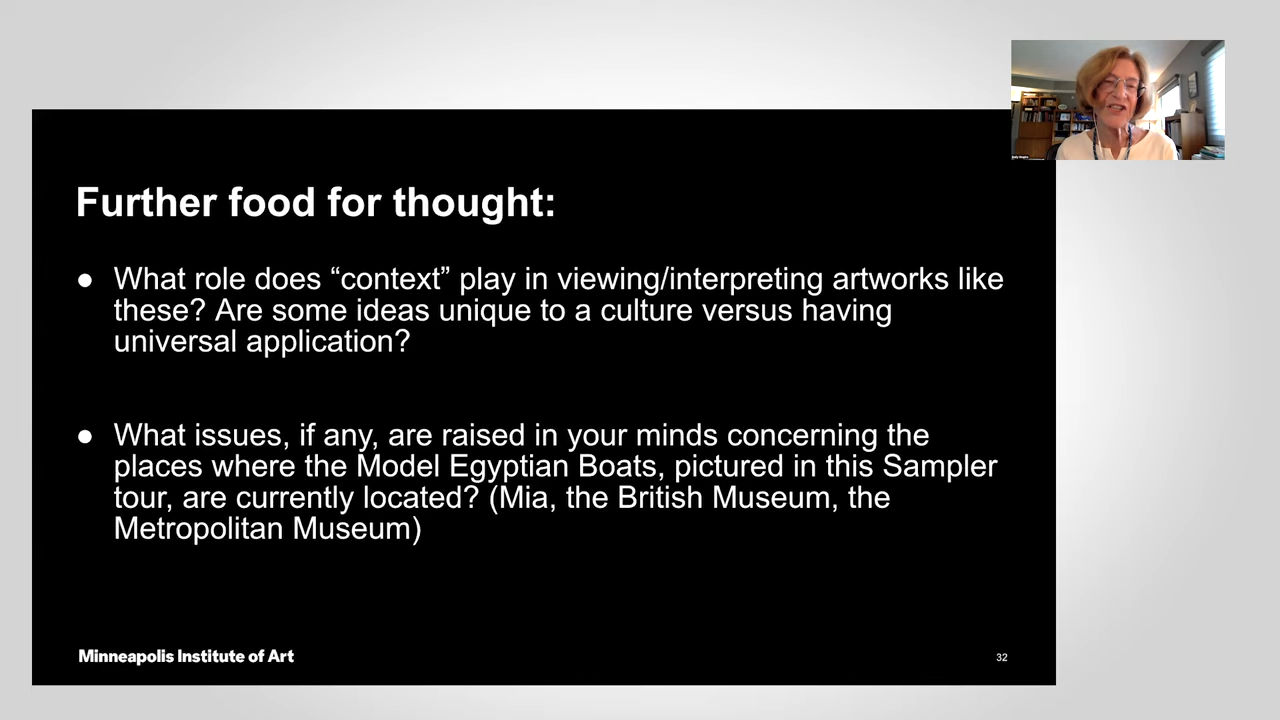 Further food for thought:
● What role does “context” play in viewing/interpreting artworks like
these? Are some ideas unique to a culture versus having
universal application?
● What issues, if any, are raised in your minds concerning the
places where the Model Egyptian Boats, pictured in this Sampler
tour, are currently located? (Mia, the British Museum, the
Metropolitan Museum)
Minneapolis Institute of Art
32